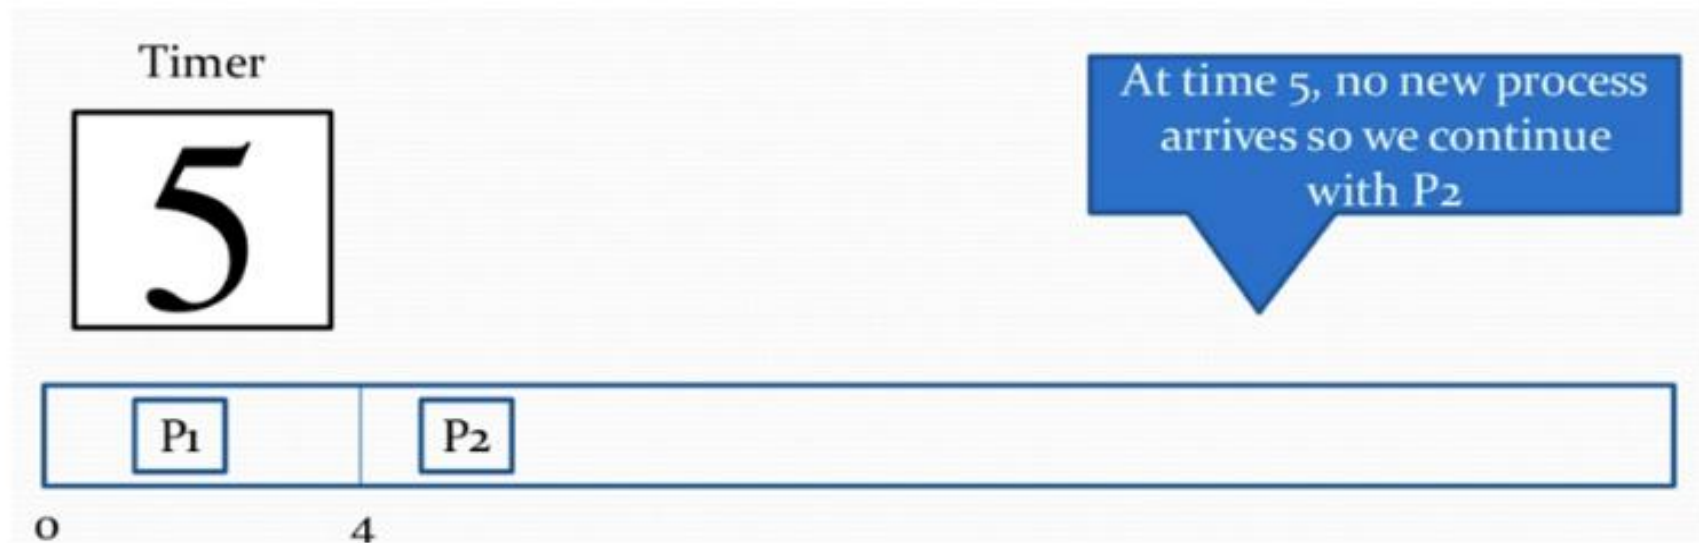 Timer
5
At time 5, no new process
arrives so we continue
with P2
P1
P2
0
4